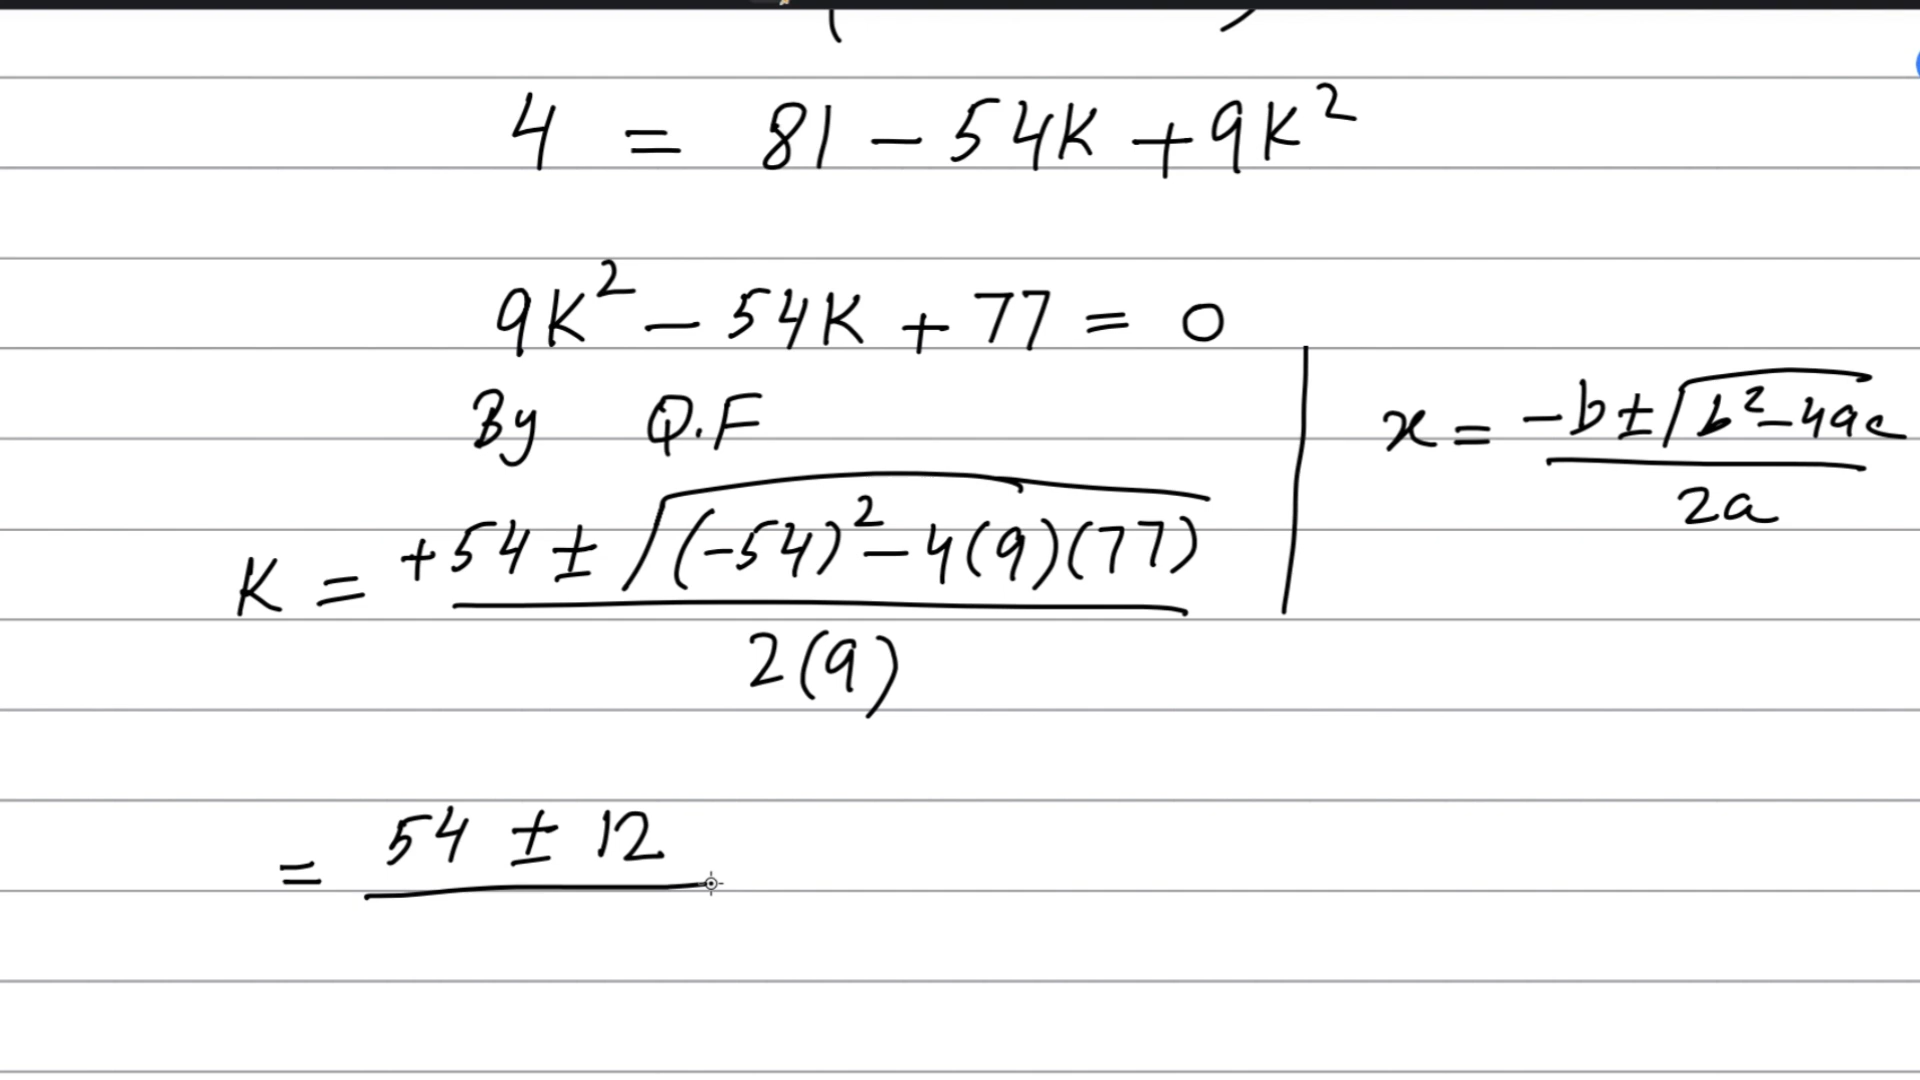 4 = 81 - 54K + 9K²
9K² - 54K + 77 = 0
By Q.F
x = -b ± √(b² - 4ac) / 2a
K = +54 ± √((-54)² - 4(9)(77)) / 2(9)
= 54 ± 12